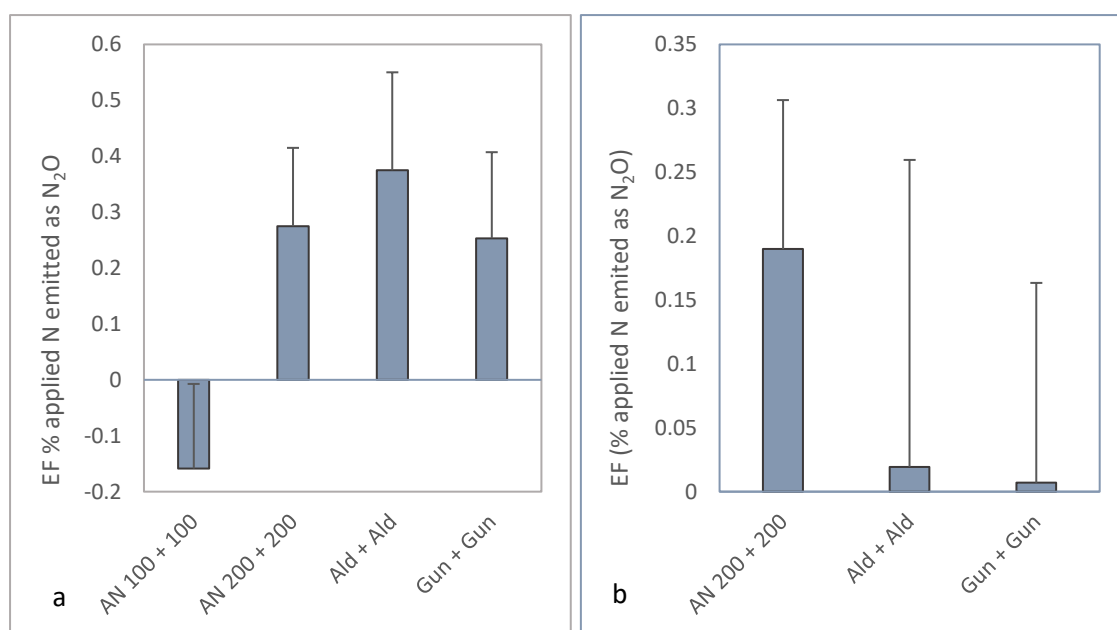 EF % applied N emitted as N₂O
0.6
0.5
0.4
0.3
0.2
0.1
0
-0.1
-0.2
AN 100 + 100
AN 200 + 200
Ald + Ald
Gun + Gun
a
EF (% applied N emited as N₂O)
0.35
0.3
0.25
0.2
0.15
0.1
0.05
0
AN 200 + 200
Ald + Ald
Gun + Gun
b